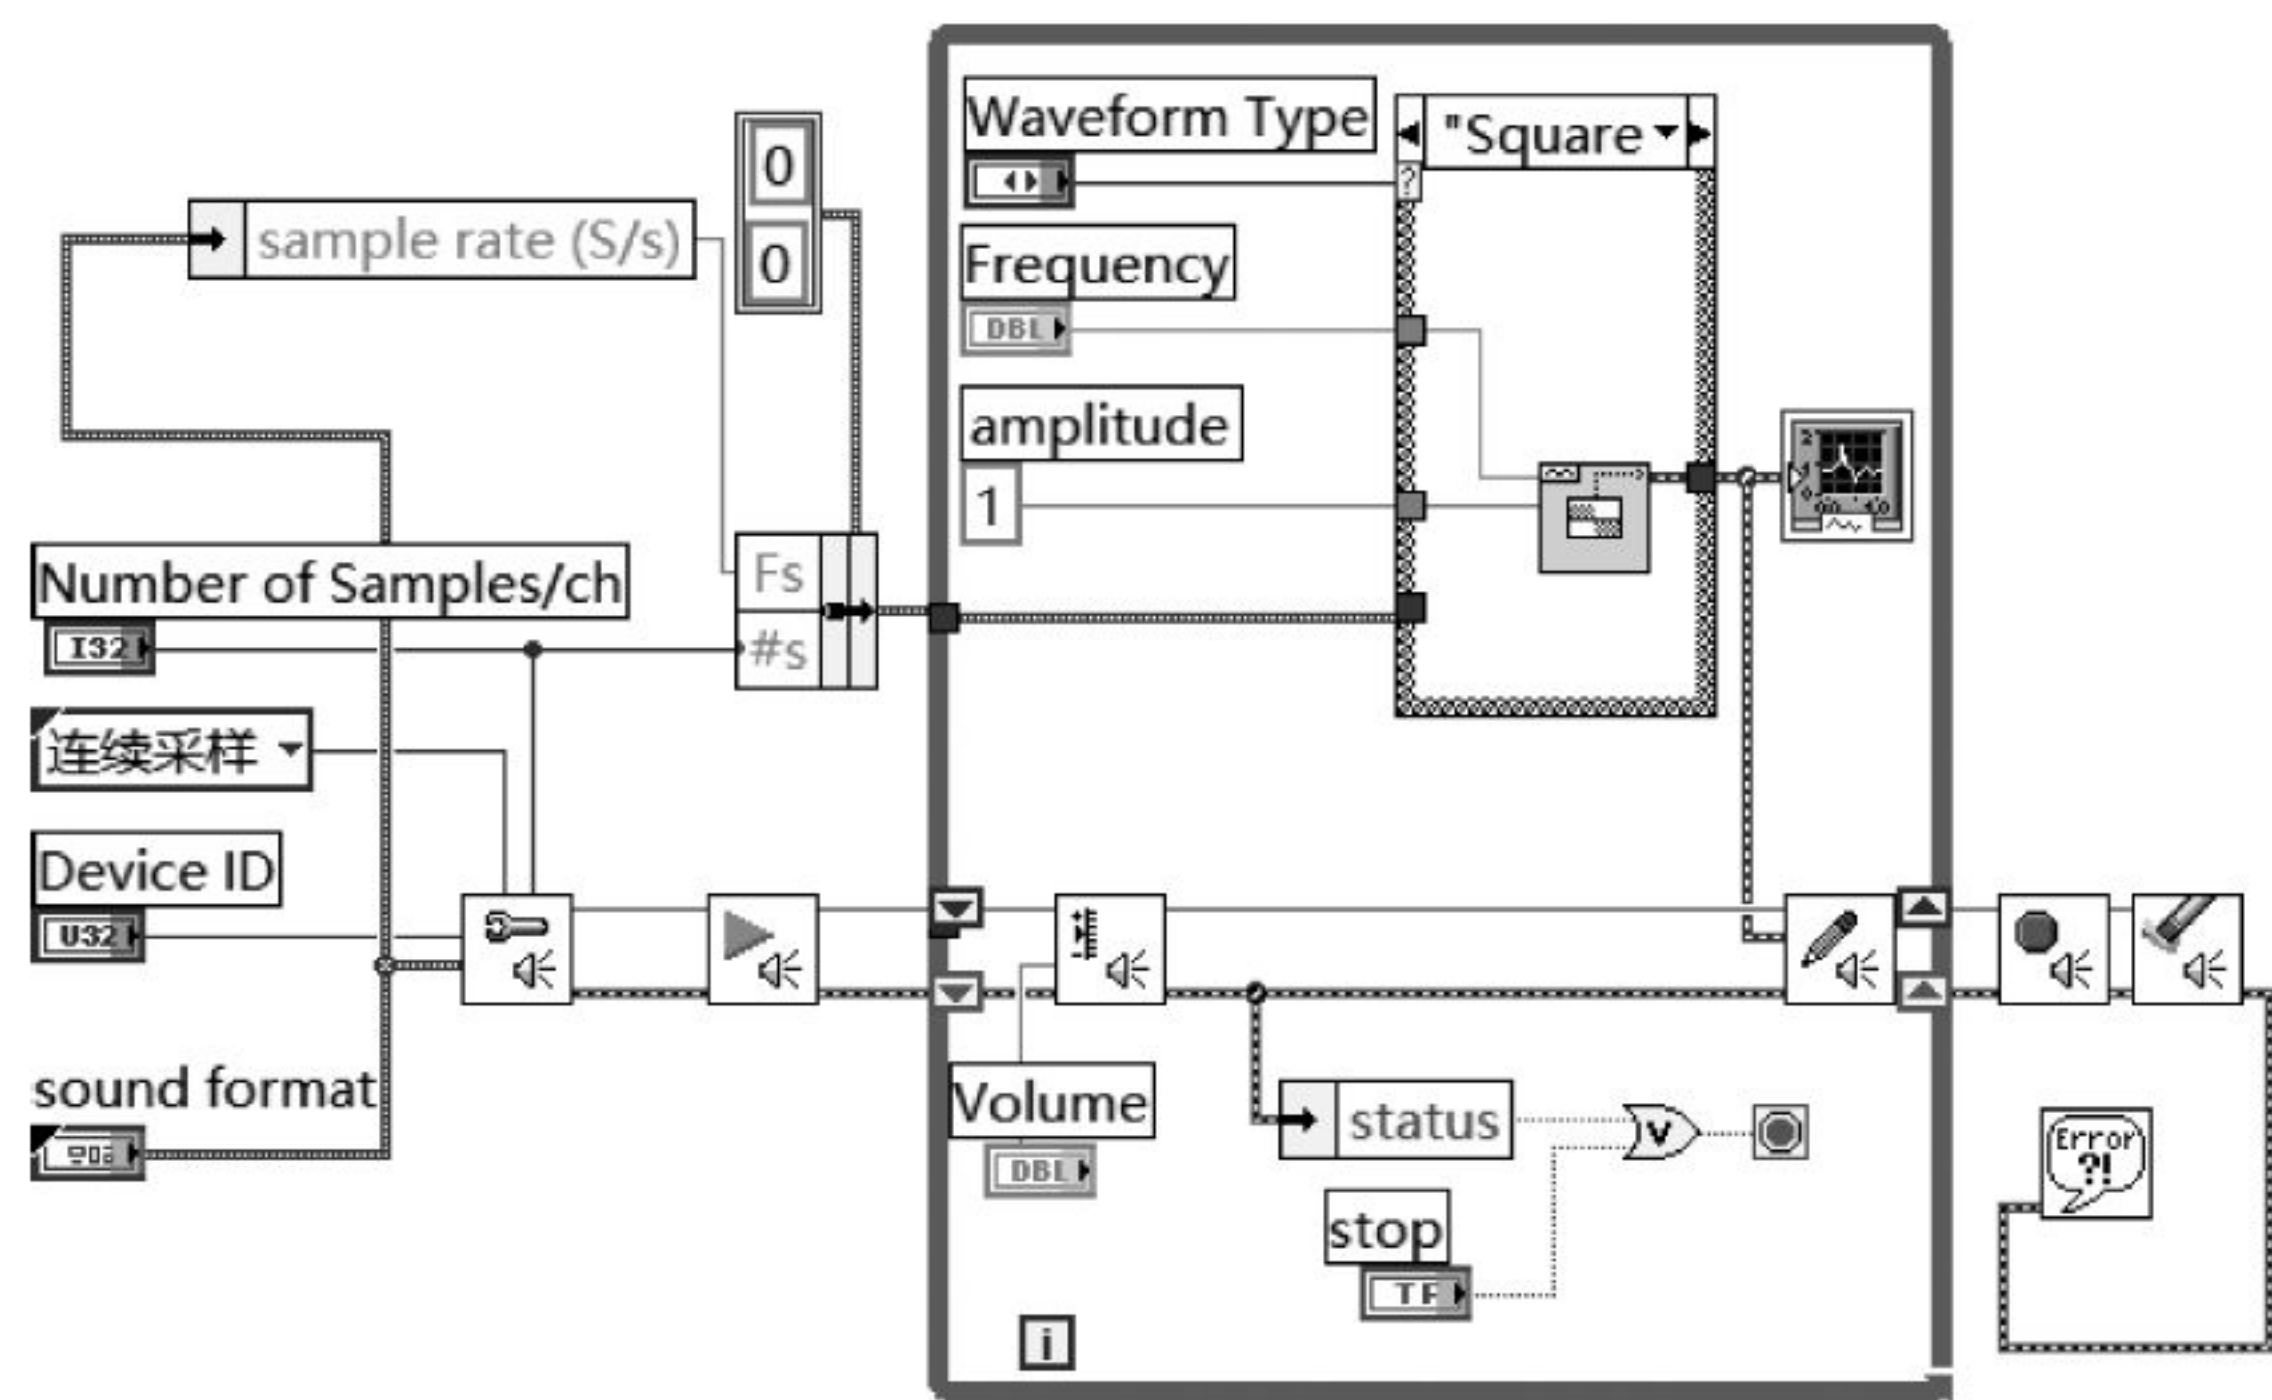 Waveform Type
"Square
0
sample rate (S/s)
0
Frequency
DBL
amplitude
1
Number of Samples/ch
I32
Fs
#s
连续采样
Device ID
U32
sound format
Volume
DBL
status
stop
TF
Error
?!
i